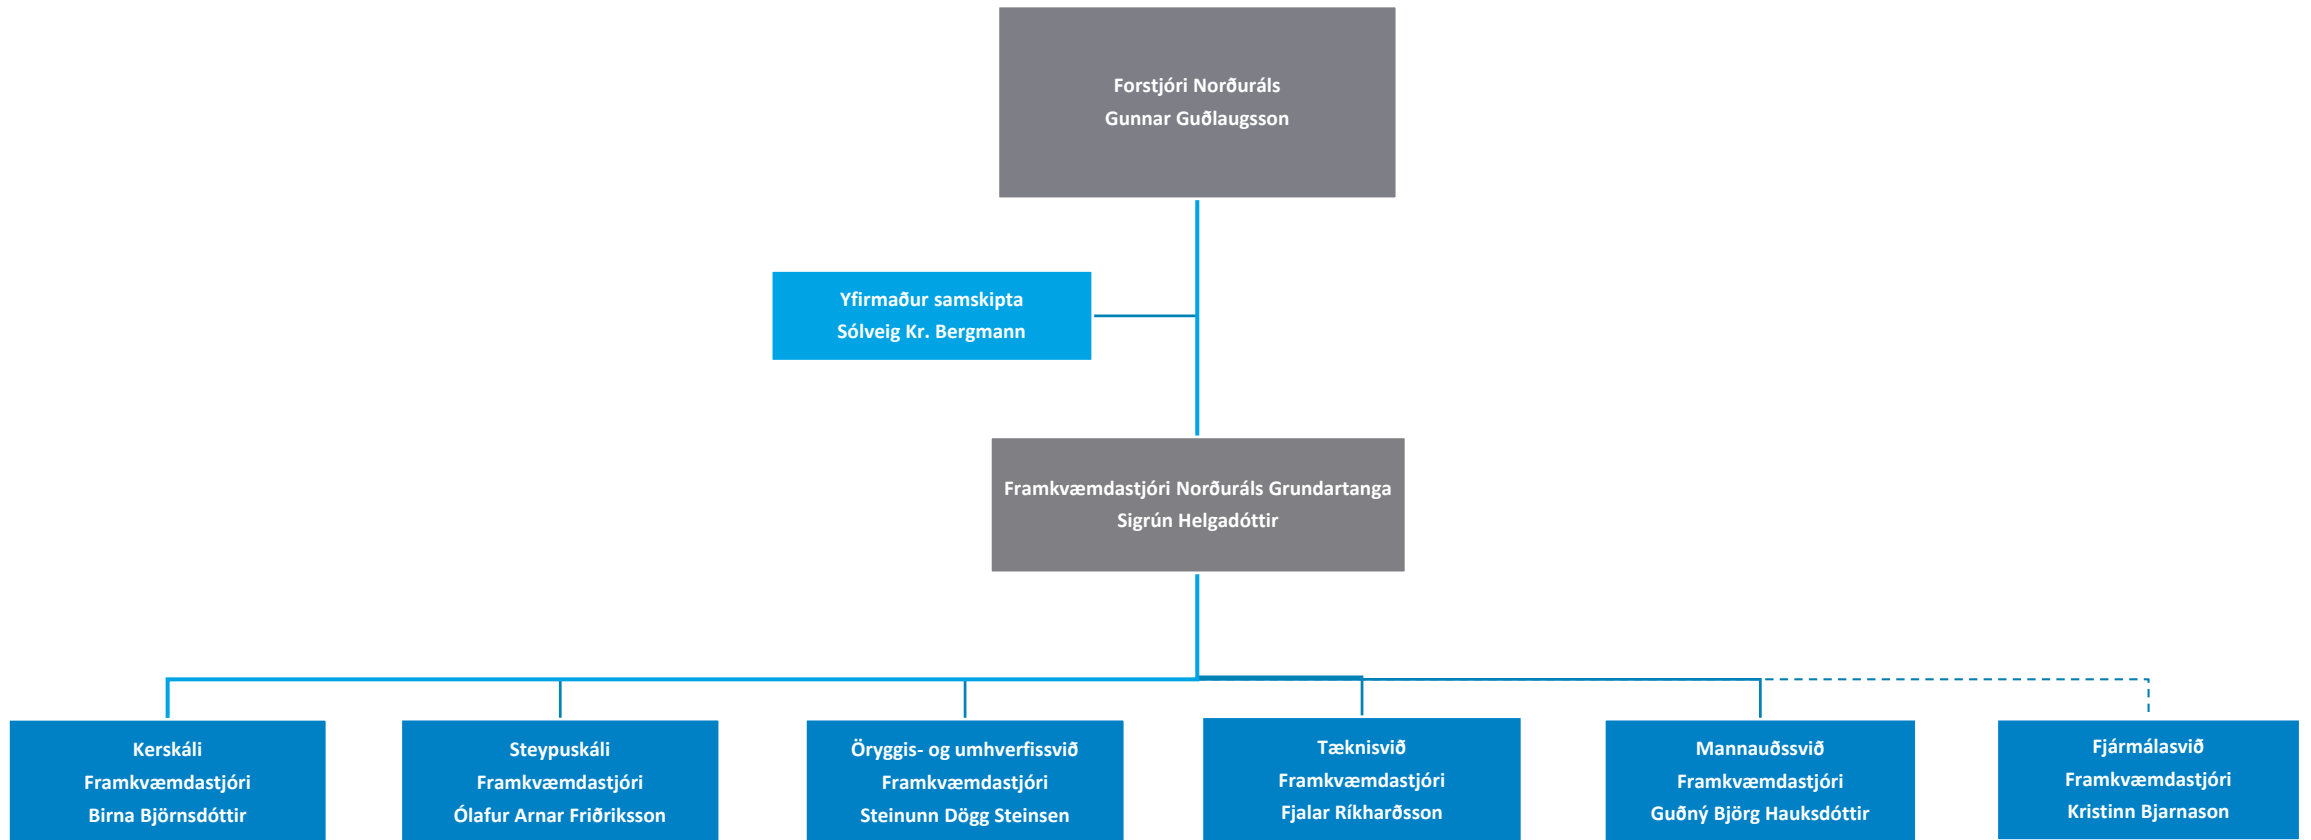 Forstjóri Norðuráls
Gunnar Guðlaugsson
Yfirmaður samskipta
Sólveig Kr. Bergmann
Framkvæmdastjóri Norðuráls Grundartanga
Sigrún Helgadóttir
Kerskáli
Framkvæmdastjóri
Birna Björnsdóttir
Steypuskáli
Framkvæmdastjóri
Ólafur Arnar Friðriksson
Öryggis- og umhverfissvið
Framkvæmdastjóri
Steinunn Dögg Steinsen
Tæknisvið
Framkvæmdastjóri
Fjalar Ríkharðsson
Mannauðssvið
Framkvæmdastjóri
Guðný Björg Hauksdóttir
Fjármálasvið
Framkvæmdastjóri
Kristinn Bjarnason